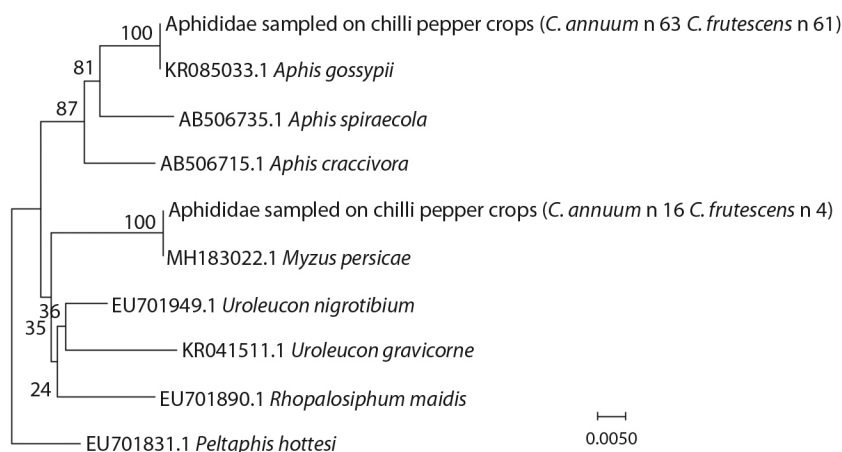 100 Aphididae sampled on chilli pepper crops (C. annuum n 63 C. frutescens n 61)
81 KR085033.1 Aphis gossypii
87 AB506735.1 Aphis spiraecola
AB506715.1 Aphis craccivora
100 Aphididae sampled on chilli pepper crops (C. annuum n 16 C. frutescens n 4)
MH183022.1 Myzus persicae
36 EU701949.1 Uroleucon nigrotibium
35
KR041511.1 Uroleucon gravicorne
24 EU701890.1 Rhopalosiphum maidis
EU701831.1 Peltaphis hottesi
0.0050